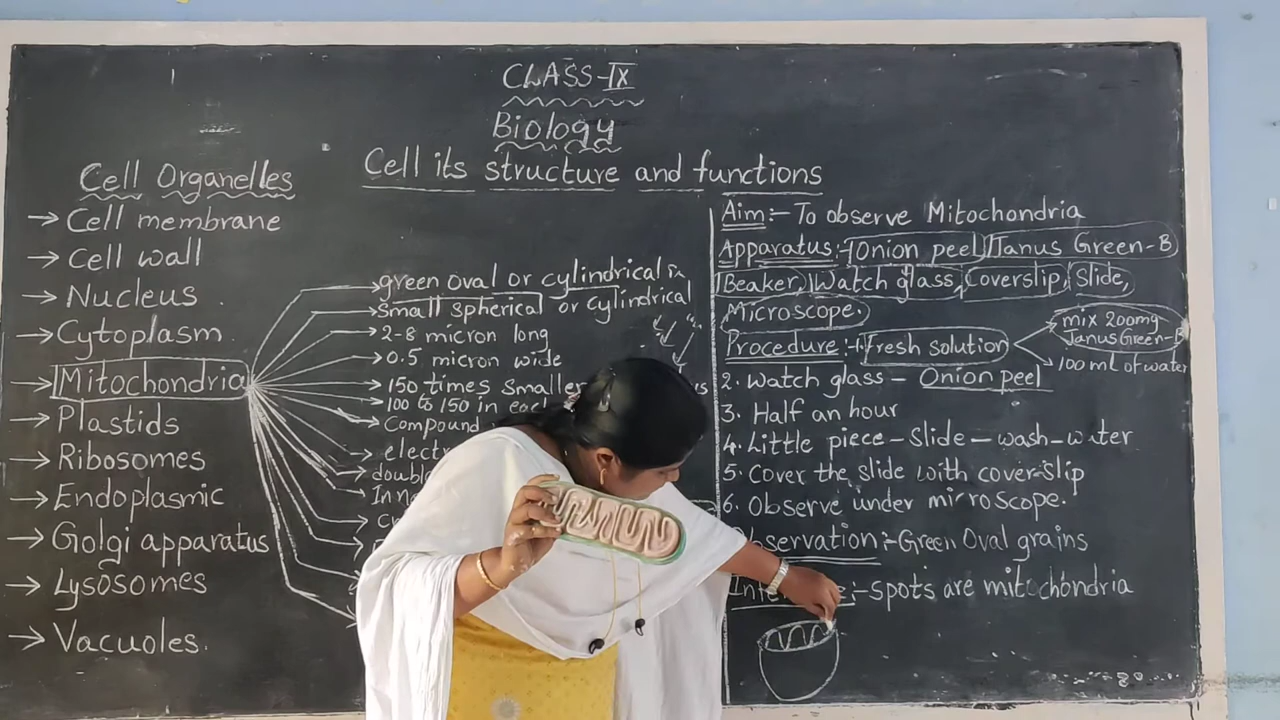 CLASS-IX
Biology
Cell its structure and functions
Cell Organelles
→ Cell membrane
→ Cell wall
→ Nucleus
→ Cytoplasm
→ Mitochondria
→ Plastids
→ Ribosomes
→ Endoplasmic
→ Golgi apparatus
→ Lysosomes
→ Vacuoles.
green oval or cylindrical in
small spherical or cylindrical
2-8 micron long
0.5 micron wide
150 times smaller
100 to 150 in each
Compound
Aim:- To observe Mitochondria
Apparatus:- Onion peel, Janus Green-B
Beaker, Watch glass, Coverslip, Slide,
Microscope.
Procedure:- 1. Fresh solution
mix 200mg
Janus Green-B
100 mL of water
2. Watch glass - Onion peel
3. Half an hour
4. Little piece - Slide - wash - water
5. Cover the slide with cover-slip
6. Observe under microscope.
Observation:- Green Oval grains
:- spots are mitochondria